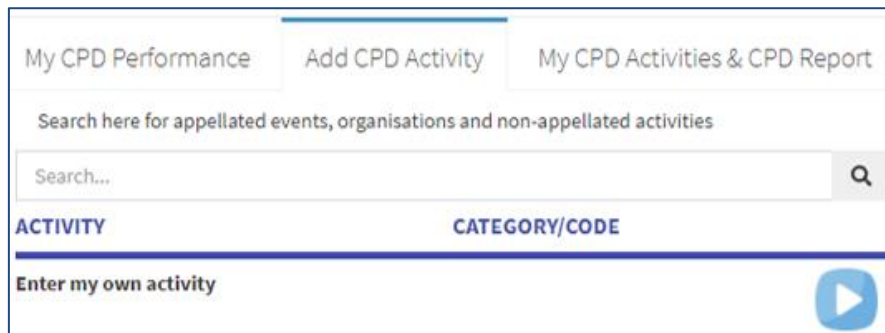 My CPD Performance Add CPD Activity My CPD Activities & CPD Report
Search here for appellated events, organisations and non-appellated activities
Search...
ACTIVITY CATEGORY/CODE
Enter my own activity